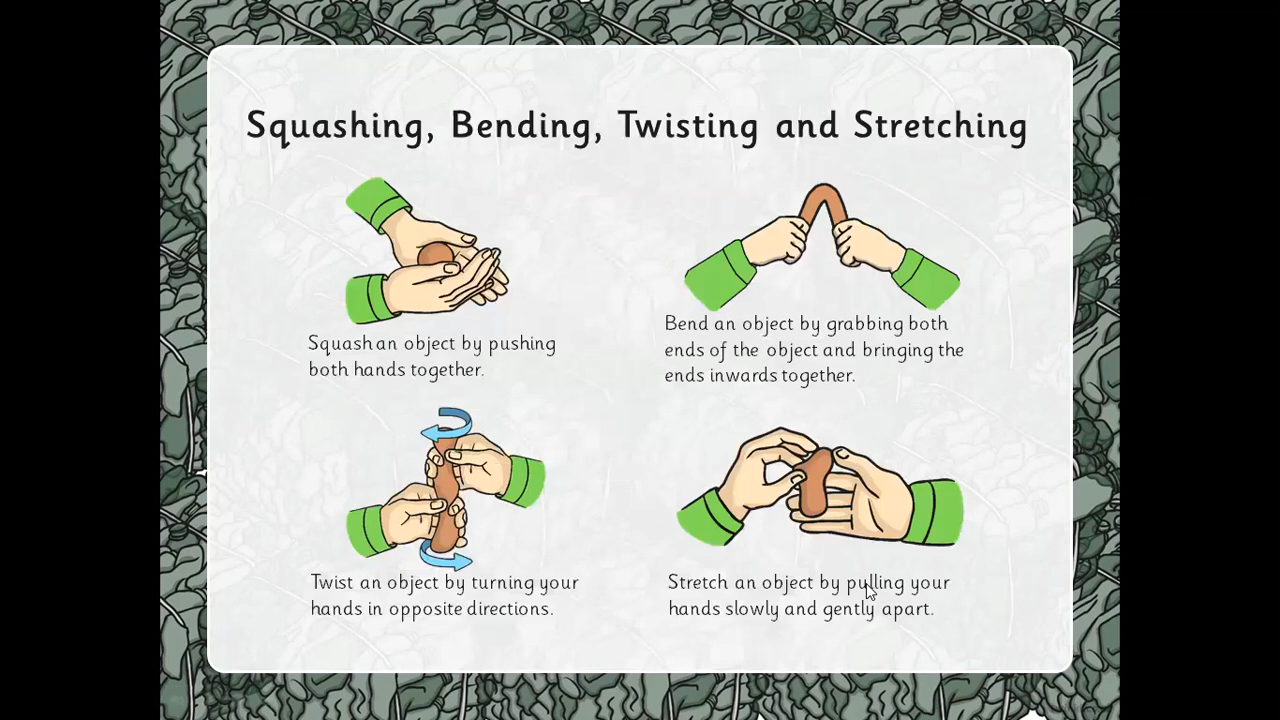 Squashing, Bending, Twisting and Stretching
Squash an object by pushing
both hands together.
Bend an object by grabbing both
ends of the object and bringing the
ends inwards together.
Twist an object by turning your
hands in opposite directions.
Stretch an object by pulling your
hands slowly and gently apart.